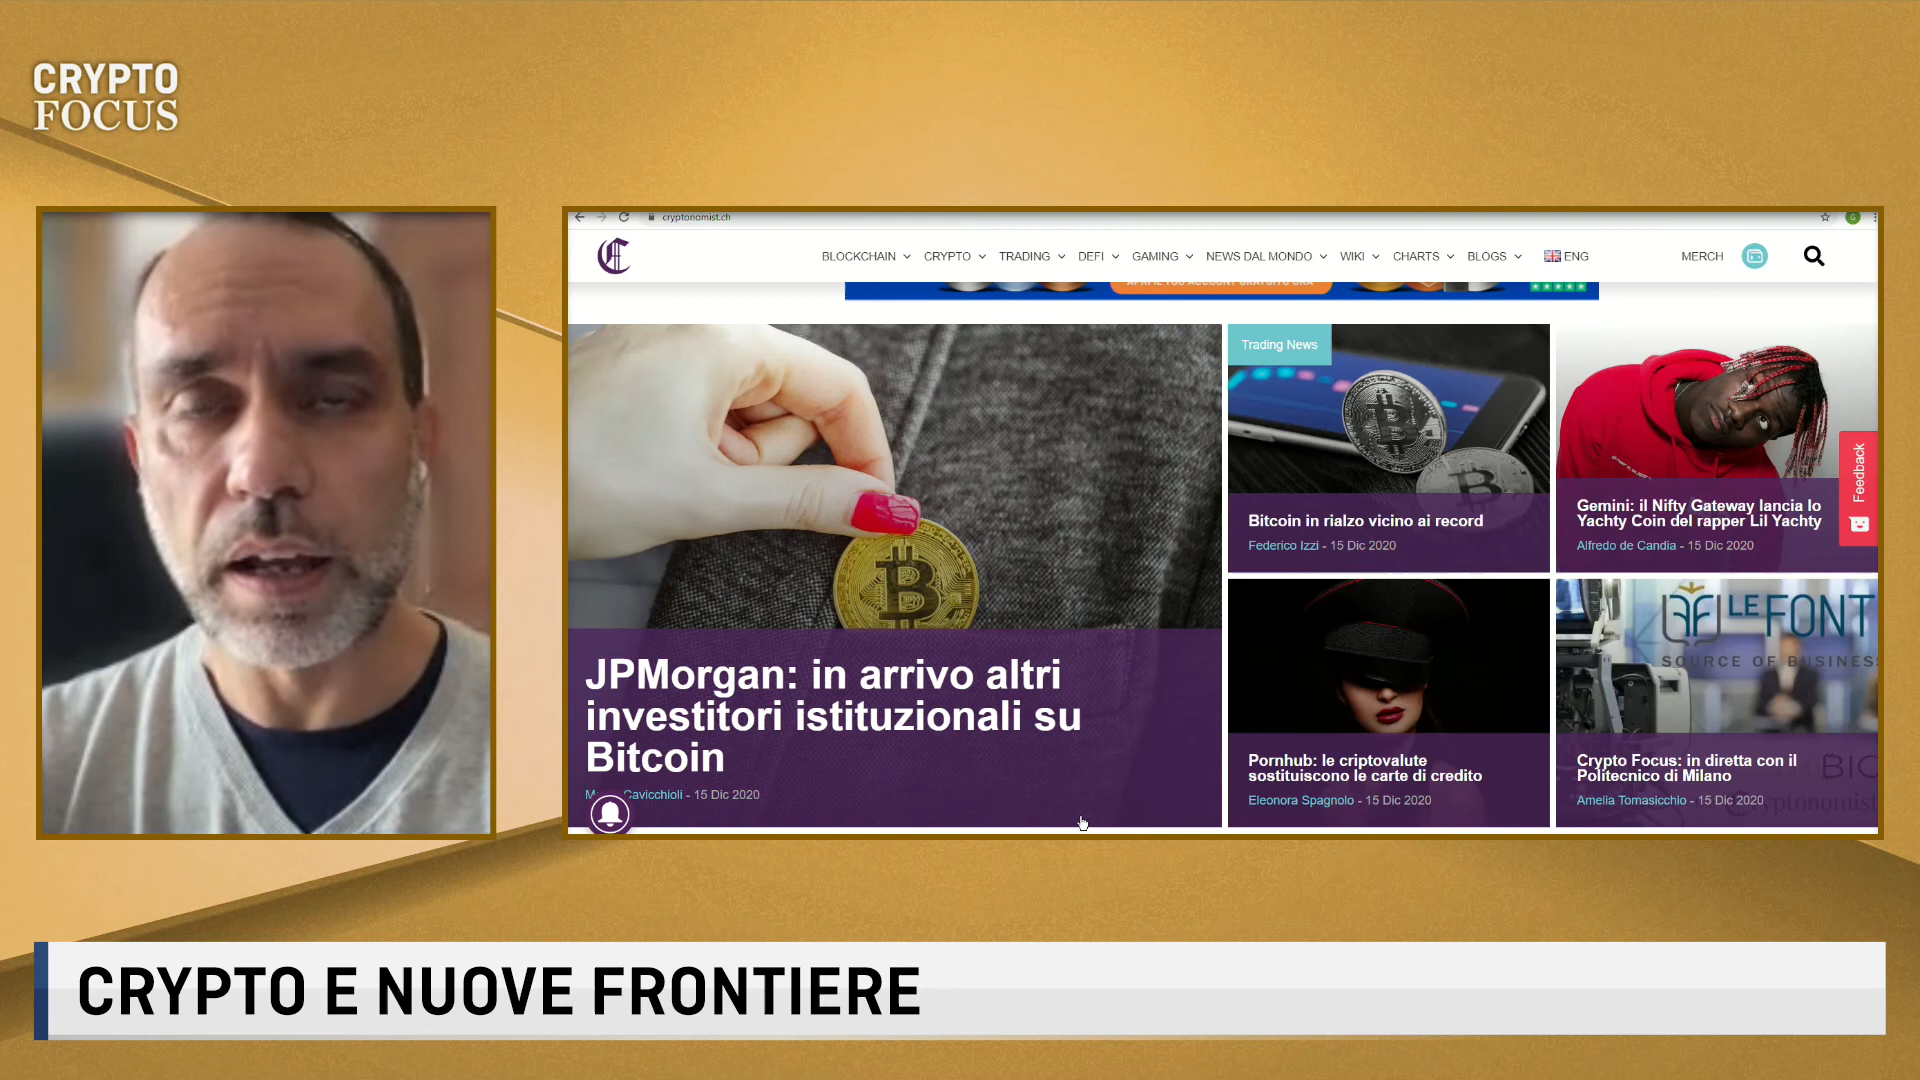 CRYPTO
FOCUS
cryptonomist.ch
BLOCKCHAIN CRYPTO TRADING DEFI GAMING NEWS DAL MONDO WIKI CHARTS BLOGS ENG MERCH
Trading News
JPMorgan: in arrivo altri
investitori istituzionali su
Bitcoin
Cavicchioli - 15 Dic 2020
Bitcoin in rialzo vicino ai record
Federico Izzi - 15 Dic 2020
Gemini: il Nifty Gateway lancia lo
Yachty Coin del rapper Lil Yachty
Alfredo de Candia - 15 Dic 2020
Feedback
Pornhub: le criptovalute
sostituiscono le carte di credito
Eleonora Spagnolo - 15 Dic 2020
LE FONT
SOURCE OF BUSINESS
Crypto Focus: in diretta con il
Politecnico di Milano
Amelia Tomasicchio - 15 Dic 2020
CRYPTO E NUOVE FRONTIERE